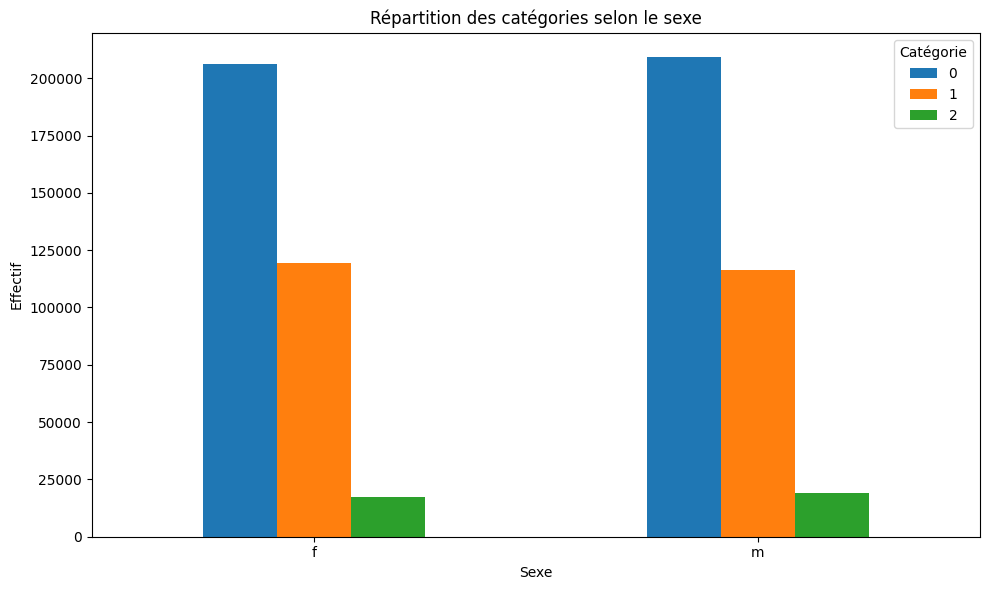 Répartition des catégories selon le sexe
Catégorie
0
1
2
200000
175000
150000
125000
100000
75000
50000
25000
0
Effectif
f
m
Sexe